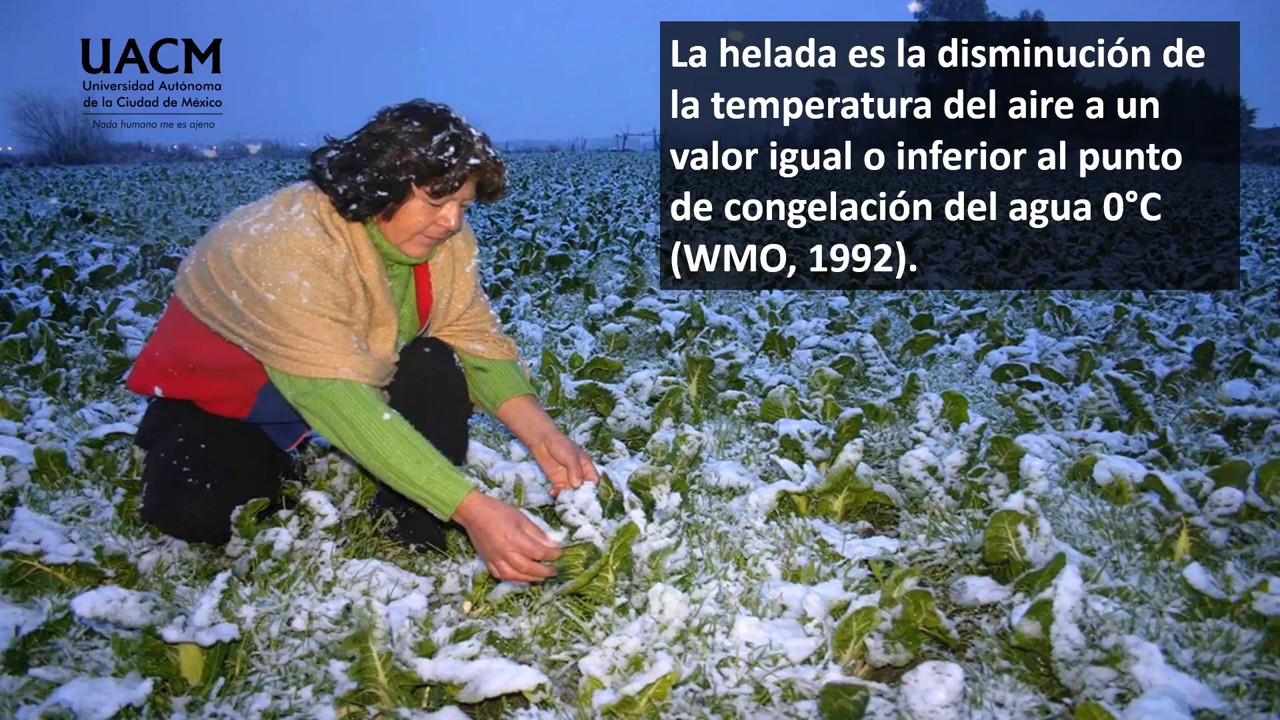 UACM
Universidad Autónoma
de la Ciudad de México
Nada humano me es ajeno
La helada es la disminución de
la temperatura del aire a un
valor igual o inferior al punto
de congelación del agua 0°C
(WMO, 1992).